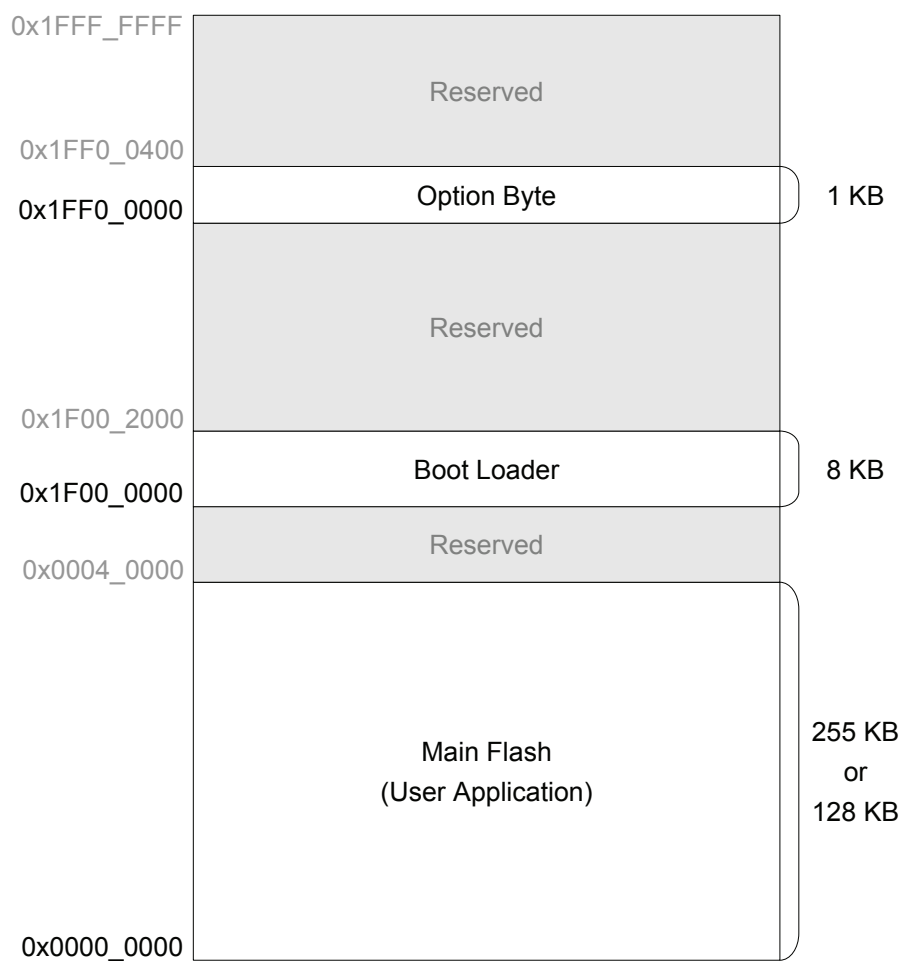 0x1FFF_FFFF
Reserved
0x1FF0_0400
Option Byte
1 KB
0x1FF0_0000
Reserved
0x1F00_2000
Boot Loader
8 KB
0x1F00_0000
Reserved
0x0004_0000
Main Flash
(User Application)
255 KB
or
128 KB
0x0000_0000